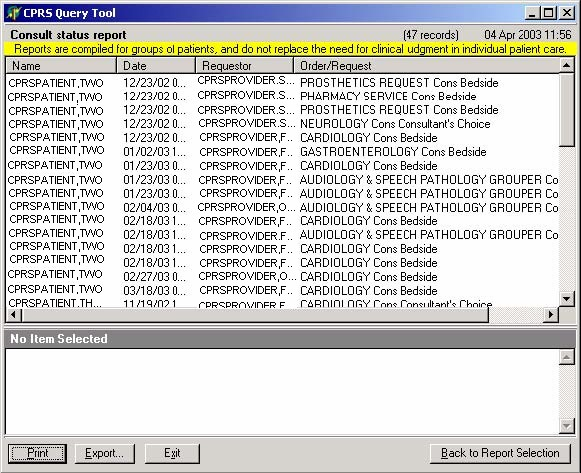 CPRS Query Tool
Consult status report (47 records) 04 Apr 2003 11:56
Reports are compiled for groups of patients, and do not replace the need for clinical udgment in individual patient care.
Name Date Requestor Order/Request
CPRSPATIENT,TWO 12/23/02 0... CPRSPROVIDER.S... PROSTHETICS REQUEST Cons Bedside
CPRSPATIENT,TWO 12/23/02 0... CPRSPROVIDER.S... PHARMACY SERVICE Cons Bedside
CPRSPATIENT,TWO 12/23/02 0... CPRSPROVIDER.S... PROSTHETICS REQUEST Cons Bedside
CPRSPATIENT,TWO 12/23/02 0... CPRSPROVIDER.S... NEUROLOGY Cons Consultant's Choice
CPRSPATIENT,TWO 12/23/02 0... CPRSPROVIDER,F.. CARDIOLOGY Cons Bedside
CPRSPATIENT,TWO 01/02/03 1... CPRSPROVIDER,F.. GASTROENTEROLOGY Cons Bedside
CPRSPATIENT,TWO 01/23/03 0... CPRSPROVIDER,F.. CARDIOLOGY Cons Bedside
CPRSPATIENT,TWO 01/23/03 0... CPRSPROVIDER,F.. AUDIOLOGY & SPEECH PATHOLOGY GROUPER Co
CPRSPATIENT,TWO 01/23/03 0... CPRSPROVIDER,F.. AUDIOLOGY & SPEECH PATHOLOGY GROUPER Co
CPRSPATIENT,TWO 02/04/03 0... CPRSPROVIDER,O... AUDIOLOGY & SPEECH PATHOLOGY GROUPER Co
CPRSPATIENT,TWO 02/18/03 1... CPRSPROVIDER,F.. CARDIOLOGY Cons Bedside
CPRSPATIENT,TWO 02/18/03 1... CPRSPROVIDER,F.. AUDIOLOGY & SPEECH PATHOLOGY GROUPER Co
CPRSPATIENT,TWO 02/18/03 1... CPRSPROVIDER,F.. CARDIOLOGY Cons Bedside
CPRSPATIENT,TWO 02/18/03 1... CPRSPROVIDER,F.. CARDIOLOGY Cons Bedside
CPRSPATIENT,TWO 02/27/03 0... CPRSPROVIDER,O... CARDIOLOGY Cons Bedside
CPRSPATIENT,TWO 03/18/03 0... CPRSPROVIDER,F.. CARDIOLOGY Cons Bedside
CPRSPATIENT,TH... 11/19/02 1... CPRSPROVIDER,F.. CARDIOLOGY Cons Consultant's Choice
No Item Selected
Print Export... Exit Back to Report Selection